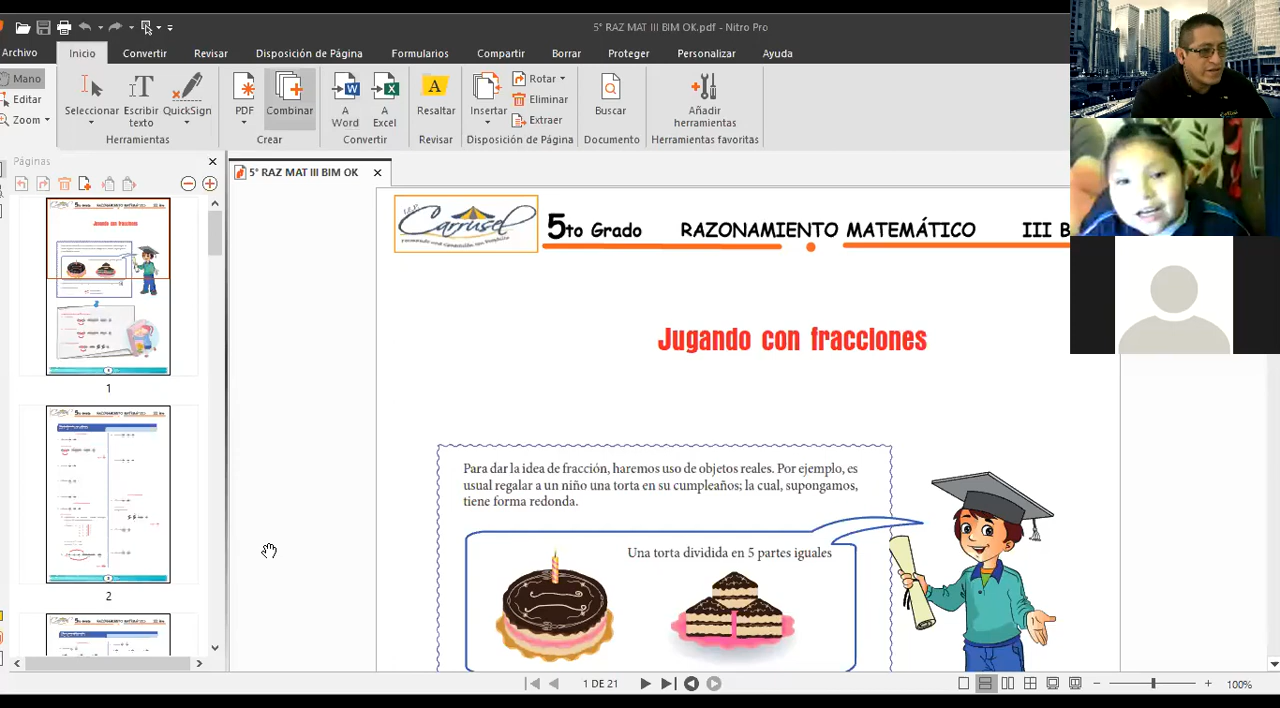 5° RAZ MAT III BIM OK.pdf - Nitro Pro
Archivo Inicio Convertir Revisar Disposición de Página Formularios Compartir Borrar Proteger Personalizar Ayuda
Mano
Editar
Zoom
Seleccionar
Escribir texto
QuickSign
Herramientas
PDF
Combinar
Crear
A Word
A Excel
Convertir
Resaltar
Revisar
Insertar
Rotar
Eliminar
Extraer
Disposición de Página
Buscar
Documento
Añadir herramientas
Herramientas favoritas
Páginas
5° RAZ MAT III BIM OK
1
2
Carrusel
5to Grado RAZONAMIENTO MATEMÁTICO III B
Jugando con fracciones
Para dar la idea de fracción, haremos uso de objetos reales. Por ejemplo, es
usual regalar a un niño una torta en su cumpleaños; la cual, supongamos,
tiene forma redonda.
Una torta dividida en 5 partes iguales
1 DE 21
100%